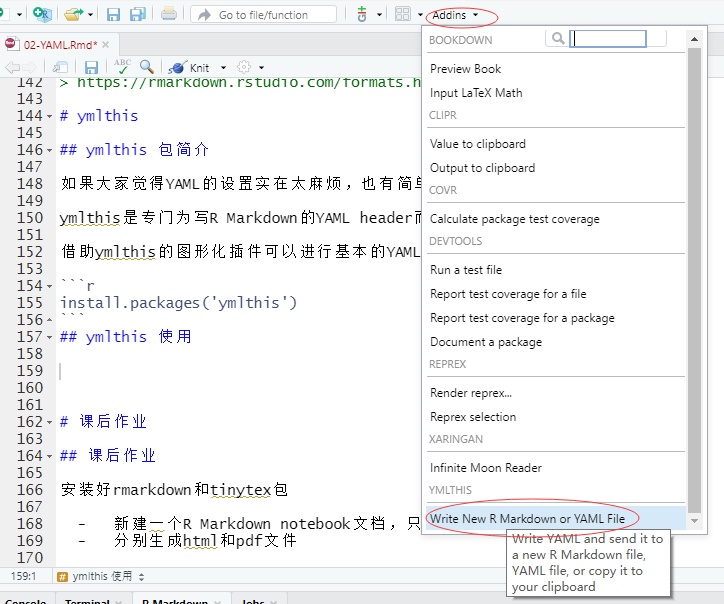 Go to file/function
Addins
02-YAML.Rmd*
ABC
Knit
142 > https://rmarkdown.rstudio.com/formats.h
143
144 # ymlthis
145
146 ## ymlthis 包简介
147
148 如果大家觉得YAML的设置实在太麻烦，也有简单
149
150 ymlthis是专门为写R Markdown的YAML header而
151
152 借助ymlthis的图形化插件可以进行基本的YAML
153
154 ```r
155 install.packages('ymlthis')
156 ```
157 ## ymlthis 使用
158
159
160
161
162 # 课后作业
163
164 ## 课后作业
165
166 安装好rmarkdown和tinytex包
167
168 - 新建一个R Markdown notebook文档，只
169 - 分别生成html和pdf文件
170
159:1 # ymlthis 使用
Console Terminal R Markdown Jobs
BOOKDOWN
Preview Book
Input LaTeX Math
CLIPR
Value to clipboard
Output to clipboard
COVR
Calculate package test coverage
DEVTOOLS
Run a test file
Report test coverage for a file
Report test coverage for a package
Document a package
REPREX
Render reprex...
Reprex selection
XARINGAN
Infinite Moon Reader
YMLTHIS
Write New R Markdown or YAML File
Write YAML and send it to
a new R Markdown file,
YAML file, or copy it to
your clipboard